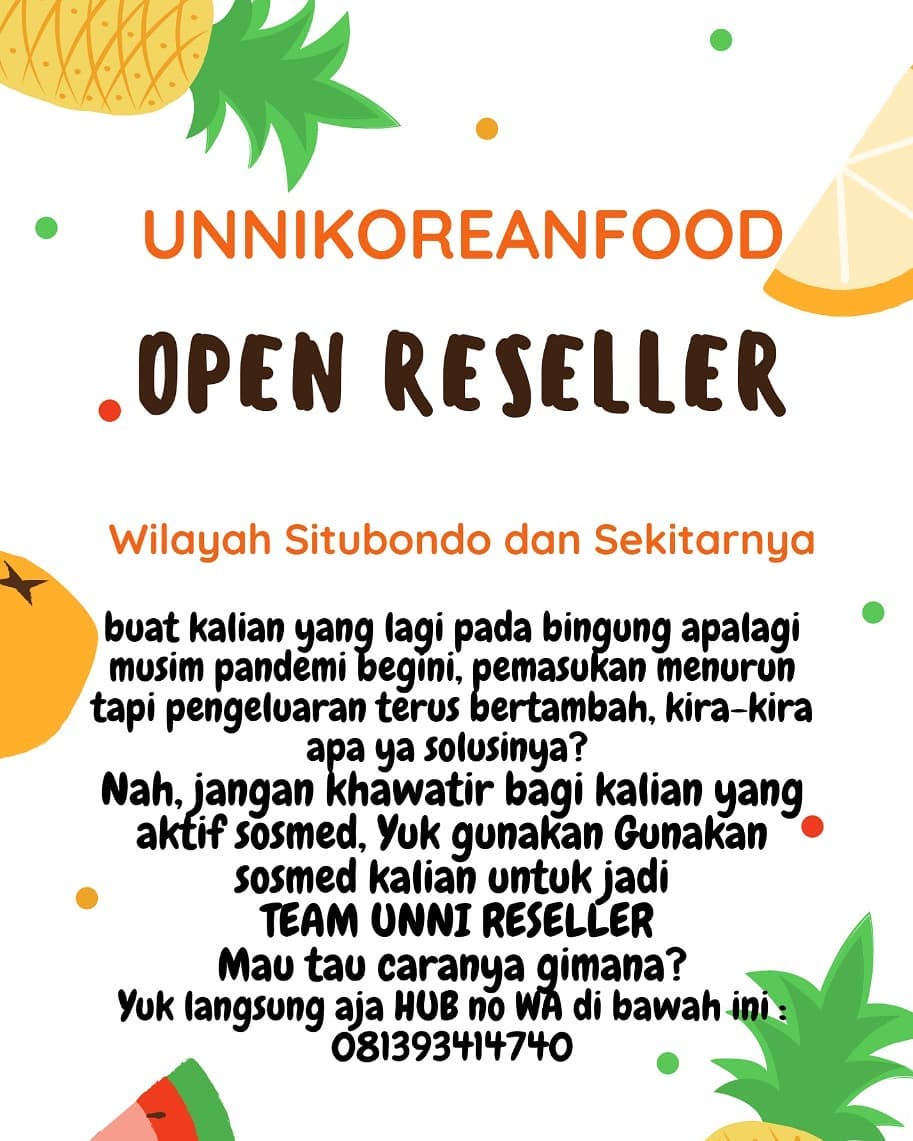 UNNIKOREANFOOD
OPEN RESELLER
Wilayah Situbondo dan Sekitarnya
buat kalian yang lagi pada bingung apalagi
musim pandemi begini, pemasukan menurun
tapi pengeluaran terus bertambah, kira-kira
apa ya solusinya?
Nah, jangan khawatir bagi kalian yang
aktif sosmed, Yuk gunakan Gunakan
sosmed kalian untuk jadi
TEAM UNNI RESELLER
Mau tau caranya gimana?
Yuk langsung aja HUB no WA di bawah ini :
081393414740